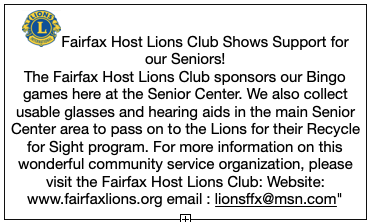 LIONS
INTERNATIONAL
Fairfax Host Lions Club Shows Support for
our Seniors!
The Fairfax Host Lions Club sponsors our Bingo
games here at the Senior Center. We also collect
usable glasses and hearing aids in the main Senior
Center area to pass on to the Lions for their Recycle
for Sight program. For more information on this
wonderful community service organization, please
visit the Fairfax Host Lions Club: Website:
www.fairfaxlions.org email : lionsffx@msn.com"